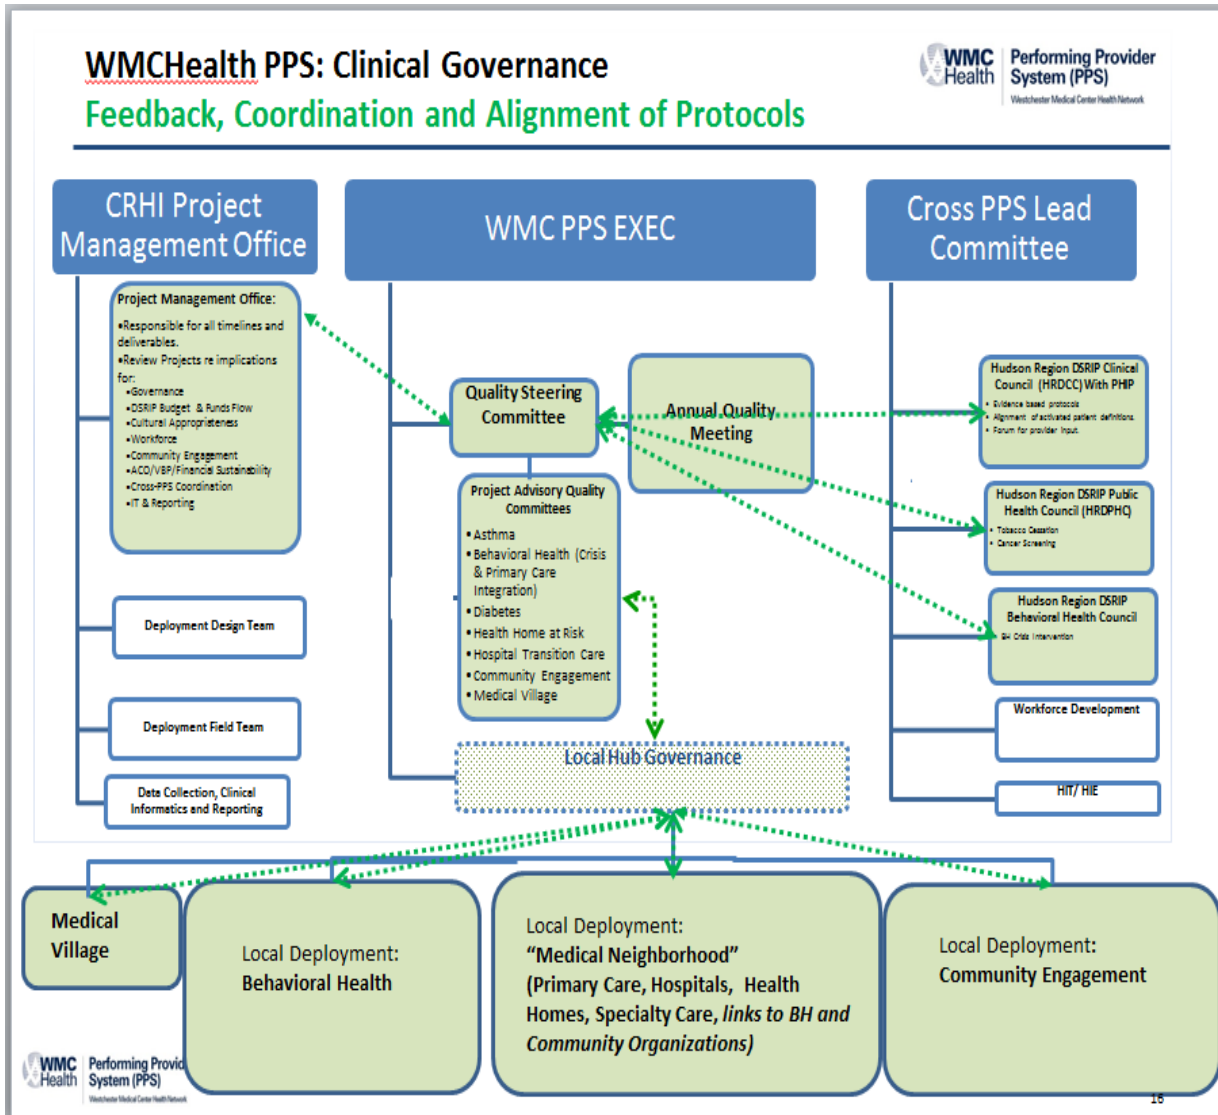 WMCHealth PPS: Clinical Governance
Feedback, Coordination and Alignment of Protocols
WMC
Health
Performing Provider
System (PPS)
Westchester Medical Center Health Network
CRHI Project
Management Office
WMC PPS EXEC
Cross PPS Lead
Committee
Project Management Office:
•Responsible for all timelines and
deliverables.
•Review Projects re implications
for:
•Governance
•DSRIP Budget & Funds Flow
•Cultural Appropriateness
•Workforce
•Community Engagement
•ACO/VBP/Financial Sustainability
•Cross-PPS Coordination
•IT & Reporting
Deployment Design Team
Deployment Field Team
Data Collection, Clinical
Informatics and Reporting
Quality Steering
Committee
Annual Quality
Meeting
Project Advisory Quality
Committees
• Asthma
• Behavioral Health (Crisis
& Primary Care
Integration)
• Diabetes
• Health Home at Risk
• Hospital Transition Care
• Community Engagement
• Medical Village
Local Hub Governance
Hudson Region DSRIP Clinical
Council (HRDCC) With PHIP
• Evidence based protocols
• Alignment of activated patient definitions.
• Forum for provider input.
Hudson Region DSRIP Public
Health Council (HRDPHC)
• Tobacco Cessation
• Cancer Screening
Hudson Region DSRIP
Behavioral Health Council
• BH Crisis Intervention
Workforce Development
HIT/ HIE
Medical
Village
Local Deployment:
Behavioral Health
Local Deployment:
“Medical Neighborhood”
(Primary Care, Hospitals, Health
Homes, Specialty Care, links to BH and
Community Organizations)
Local Deployment:
Community Engagement
WMC
Health
Performing Provid
System (PPS)
Westchester Medical Center Health Network
16